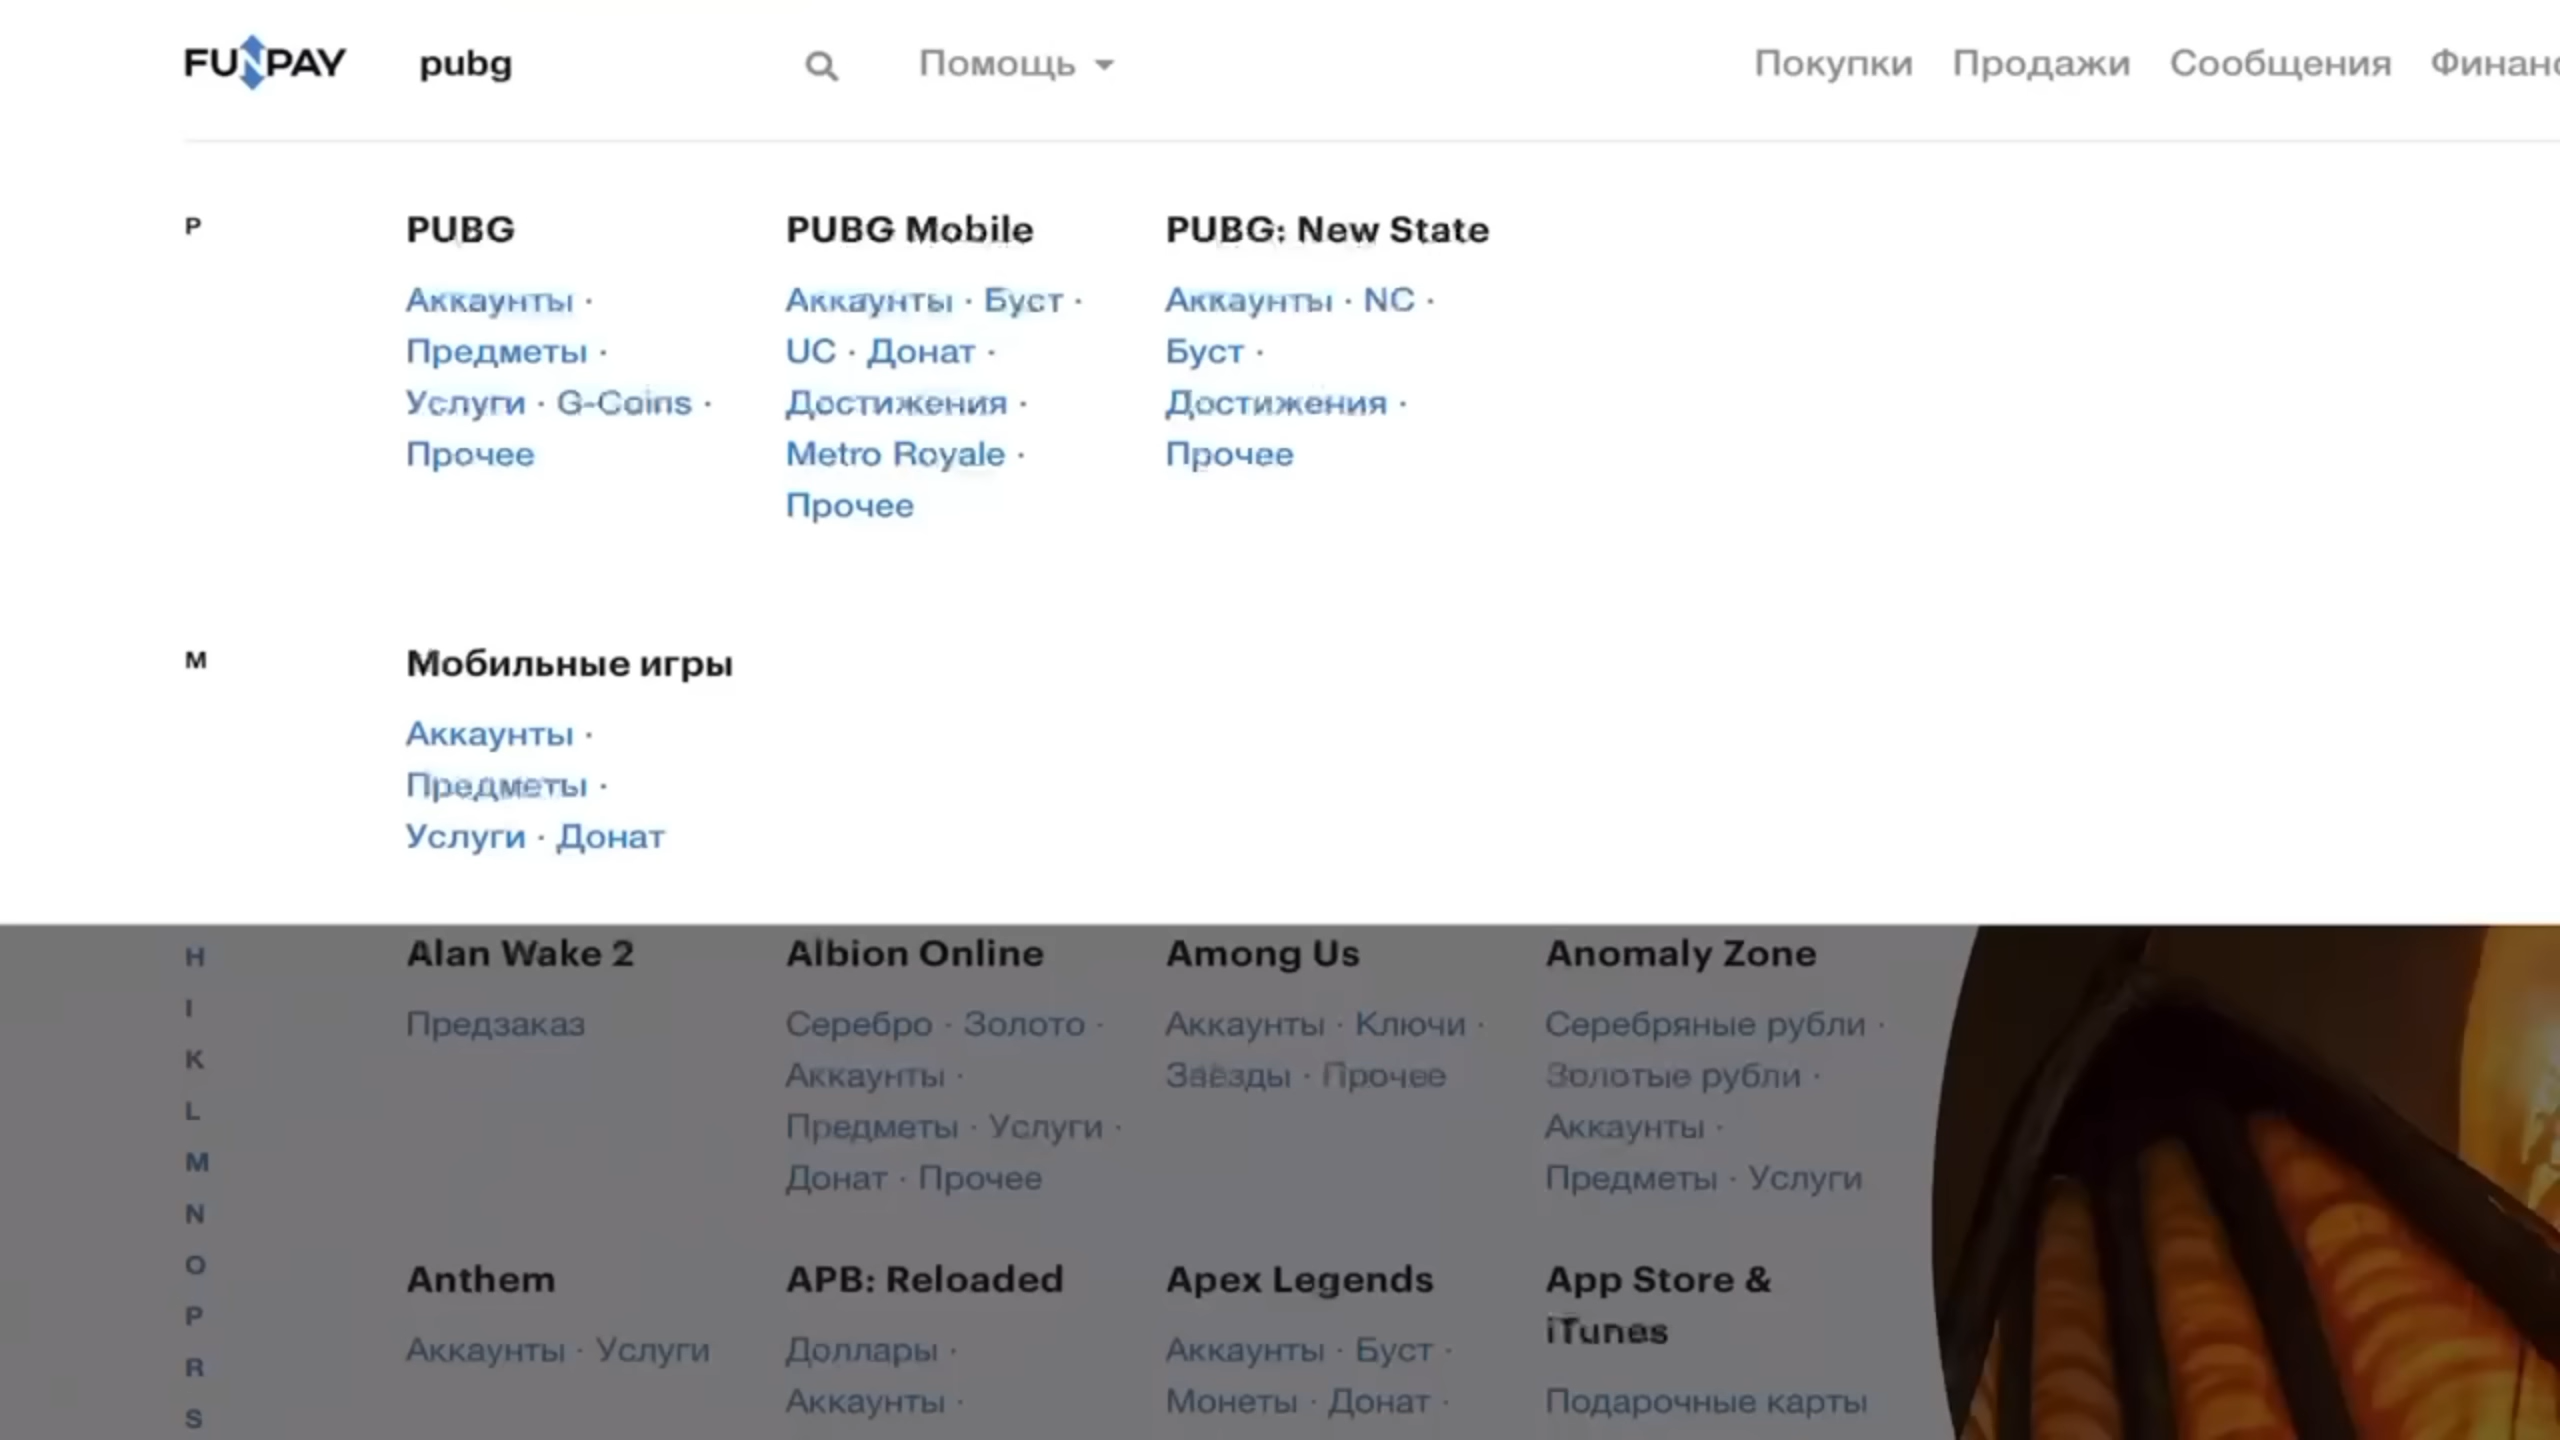 FUNPAY pubg Помощь Покупки Продажи Сообщения Финанс
P
PUBG
Аккаунты ·
Предметы ·
Услуги · G-Coins ·
Прочее
PUBG Mobile
Аккаунты · Буст ·
UC · Донат ·
Достижения ·
Metro Royale ·
Прочее
PUBG: New State
Аккаунты · NC ·
Буст ·
Достижения ·
Прочее
М
Мобильные игры
Аккаунты ·
Предметы ·
Услуги · Донат
H
I
K
L
M
N
O
P
R
S
Alan Wake 2
Предзаказ
Albion Online
Серебро · Золото ·
Аккаунты ·
Предметы · Услуги ·
Донат · Прочее
Among Us
Аккаунты · Ключи ·
Звёзды · Прочее
Anomaly Zone
Серебряные рубли ·
Золотые рубли ·
Аккаунты ·
Предметы · Услуги
Anthem
Аккаунты · Услуги
APB: Reloaded
Доллары ·
Аккаунты ·
Apex Legends
Аккаунты · Буст ·
Монеты · Донат ·
App Store &
iTunes
Подарочные карты